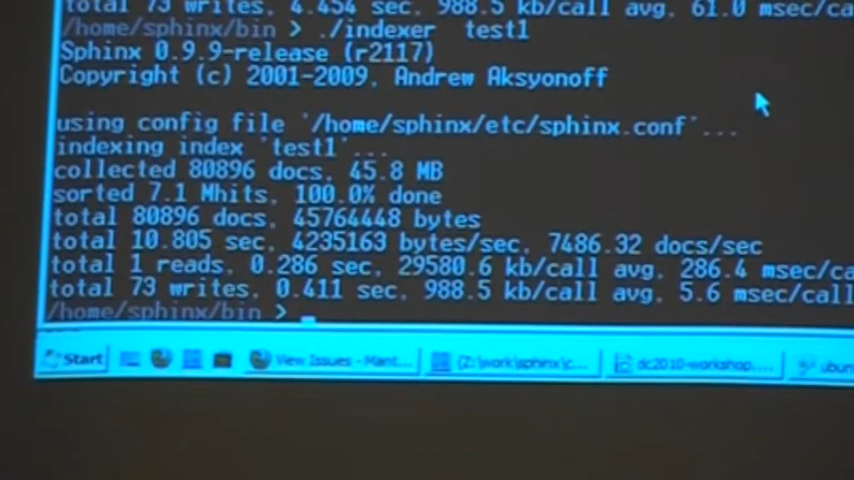 total 73 writes, 4.454 sec, 988.5 kb/call avg, 61.0 msec/ca
/home/sphinx/bin > ./indexer  test1
Sphinx 0.9.9-release (r2117)
Copyright (c) 2001-2009, Andrew Aksyonoff
using config file '/home/sphinx/etc/sphinx.conf'...
indexing index 'test1'...
collected 80896 docs, 45.8 MB
sorted 7.1 Mhits, 100.0% done
total 80896 docs, 45764448 bytes
total 10.805 sec, 4235163 bytes/sec, 7486.32 docs/sec
total 1 reads, 0.286 sec, 29580.6 kb/call avg, 286.4 msec/ca
total 73 writes, 0.411 sec, 988.5 kb/call avg, 5.6 msec/call
/home/sphinx/bin >
Start View Issues - Mant... (Z:\work\sphinx\c... dc2010-workshop.... ubun